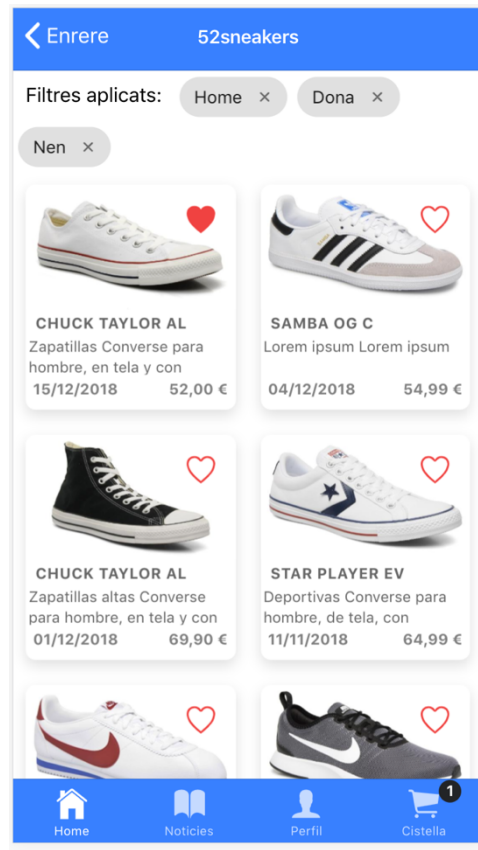 Enrere
52sneakers
Filtres aplicats:
Home ×
Dona ×
Nen ×
CHUCK TAYLOR AL
Zapatillas Converse para
hombre, en tela y con
15/12/2018 52,00 €
SAMBA OG C
Lorem ipsum Lorem ipsum
04/12/2018 54,99 €
CHUCK TAYLOR AL
Zapatillas altas Converse
para hombre, en tela y con
01/12/2018 69,90 €
STAR PLAYER EV
Deportivas Converse para
hombre, de tela, con
11/11/2018 64,99 €
1
Home
Noticies
Perfil
Cistella